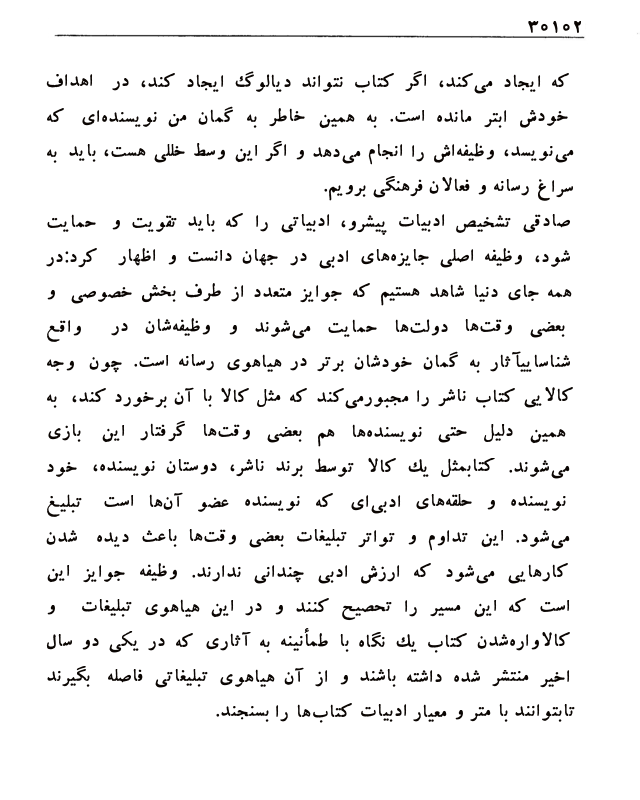 ۳۰۱۰۲
که ایجاد می‌کند، اگر کتاب نتواند دیالوگ ایجاد کند، در اهداف
خودش ابتر مانده است. به همین خاطر به گمان من نویسنده‌ای که
می‌نویسد، وظیفه‌اش را انجام می‌دهد و اگر این وسط خللی هست، باید به
سراغ رسانه و فعالان فرهنگی برویم.
صادقی تشخیص ادبیات پیشرو، ادبیاتی را که باید تقویت و حمایت
شود، وظیفه اصلی جایزه‌های ادبی در جهان دانست و اظهار کرد:در
همه جای دنیا شاهد هستیم که جوایز متعدد از طرف بخش خصوصی و
بعضی وقت‌ها دولت‌ها حمایت می‌شوند و وظیفه‌شان در واقع
شناساییآثار به گمان خودشان برتر در هیاهوی رسانه است. چون وجه
کالایی کتاب ناشر را مجبورمی‌کند که مثل کالا با آن برخورد کند، به
همین دلیل حتی نویسنده‌ها هم بعضی وقت‌ها گرفتار این بازی
می‌شوند. کتابمثل یك کالا توسط برند ناشر، دوستان نویسنده، خود
نویسنده و حلقه‌های ادبی‌ای که نویسنده عضو آن‌ها است تبلیغ
می‌شود. این تداوم و تواتر تبلیغات بعضی وقت‌ها باعث دیده شدن
کارهایی می‌شود که ارزش ادبی چندانی ندارند. وظیفه جوایز این
است که این مسیر را تحصیح کنند و در این هیاهوی تبلیغات و
کالاواره‌شدن کتاب یك نگاه با طمأنینه به آثاری که در یکی دو سال
اخیر منتشر شده داشته باشند و از آن هیاهوی تبلیغاتی فاصله بگیرند
تابتوانند با متر و معیار ادبیات کتاب‌ها را بسنجند.